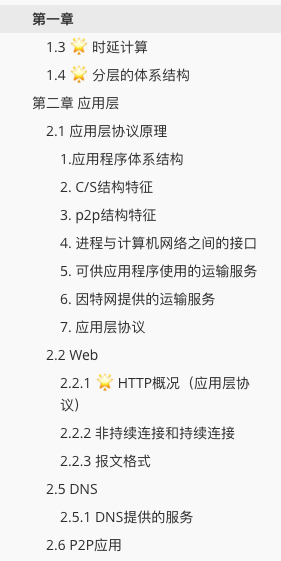 第一章
1.3 🌟 时延计算
1.4 🌟 分层的体系结构
第二章 应用层
2.1 应用层协议原理
1.应用程序体系结构
2. C/S结构特征
3. p2p结构特征
4. 进程与计算机网络之间的接口
5. 可供应用程序使用的运输服务
6. 因特网提供的运输服务
7. 应用层协议
2.2 Web
2.2.1 🌟 HTTP概况（应用层协
议）
2.2.2 非持续连接和持续连接
2.2.3 报文格式
2.5 DNS
2.5.1 DNS提供的服务
2.6 P2P应用